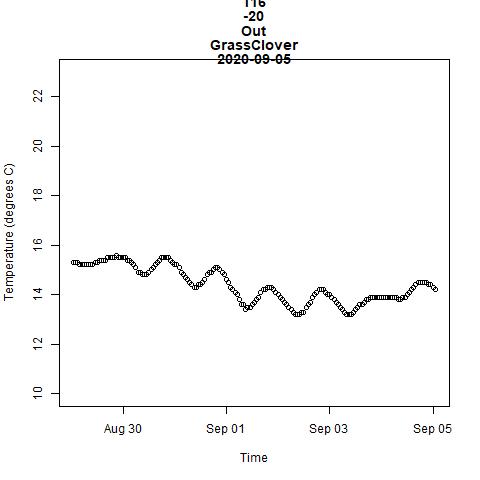 T16
-20
Out
GrassClover
2020-09-05
Temperature (degrees C)
22
20
18
16
14
12
10
Aug 30 Sep 01 Sep 03 Sep 05
Time